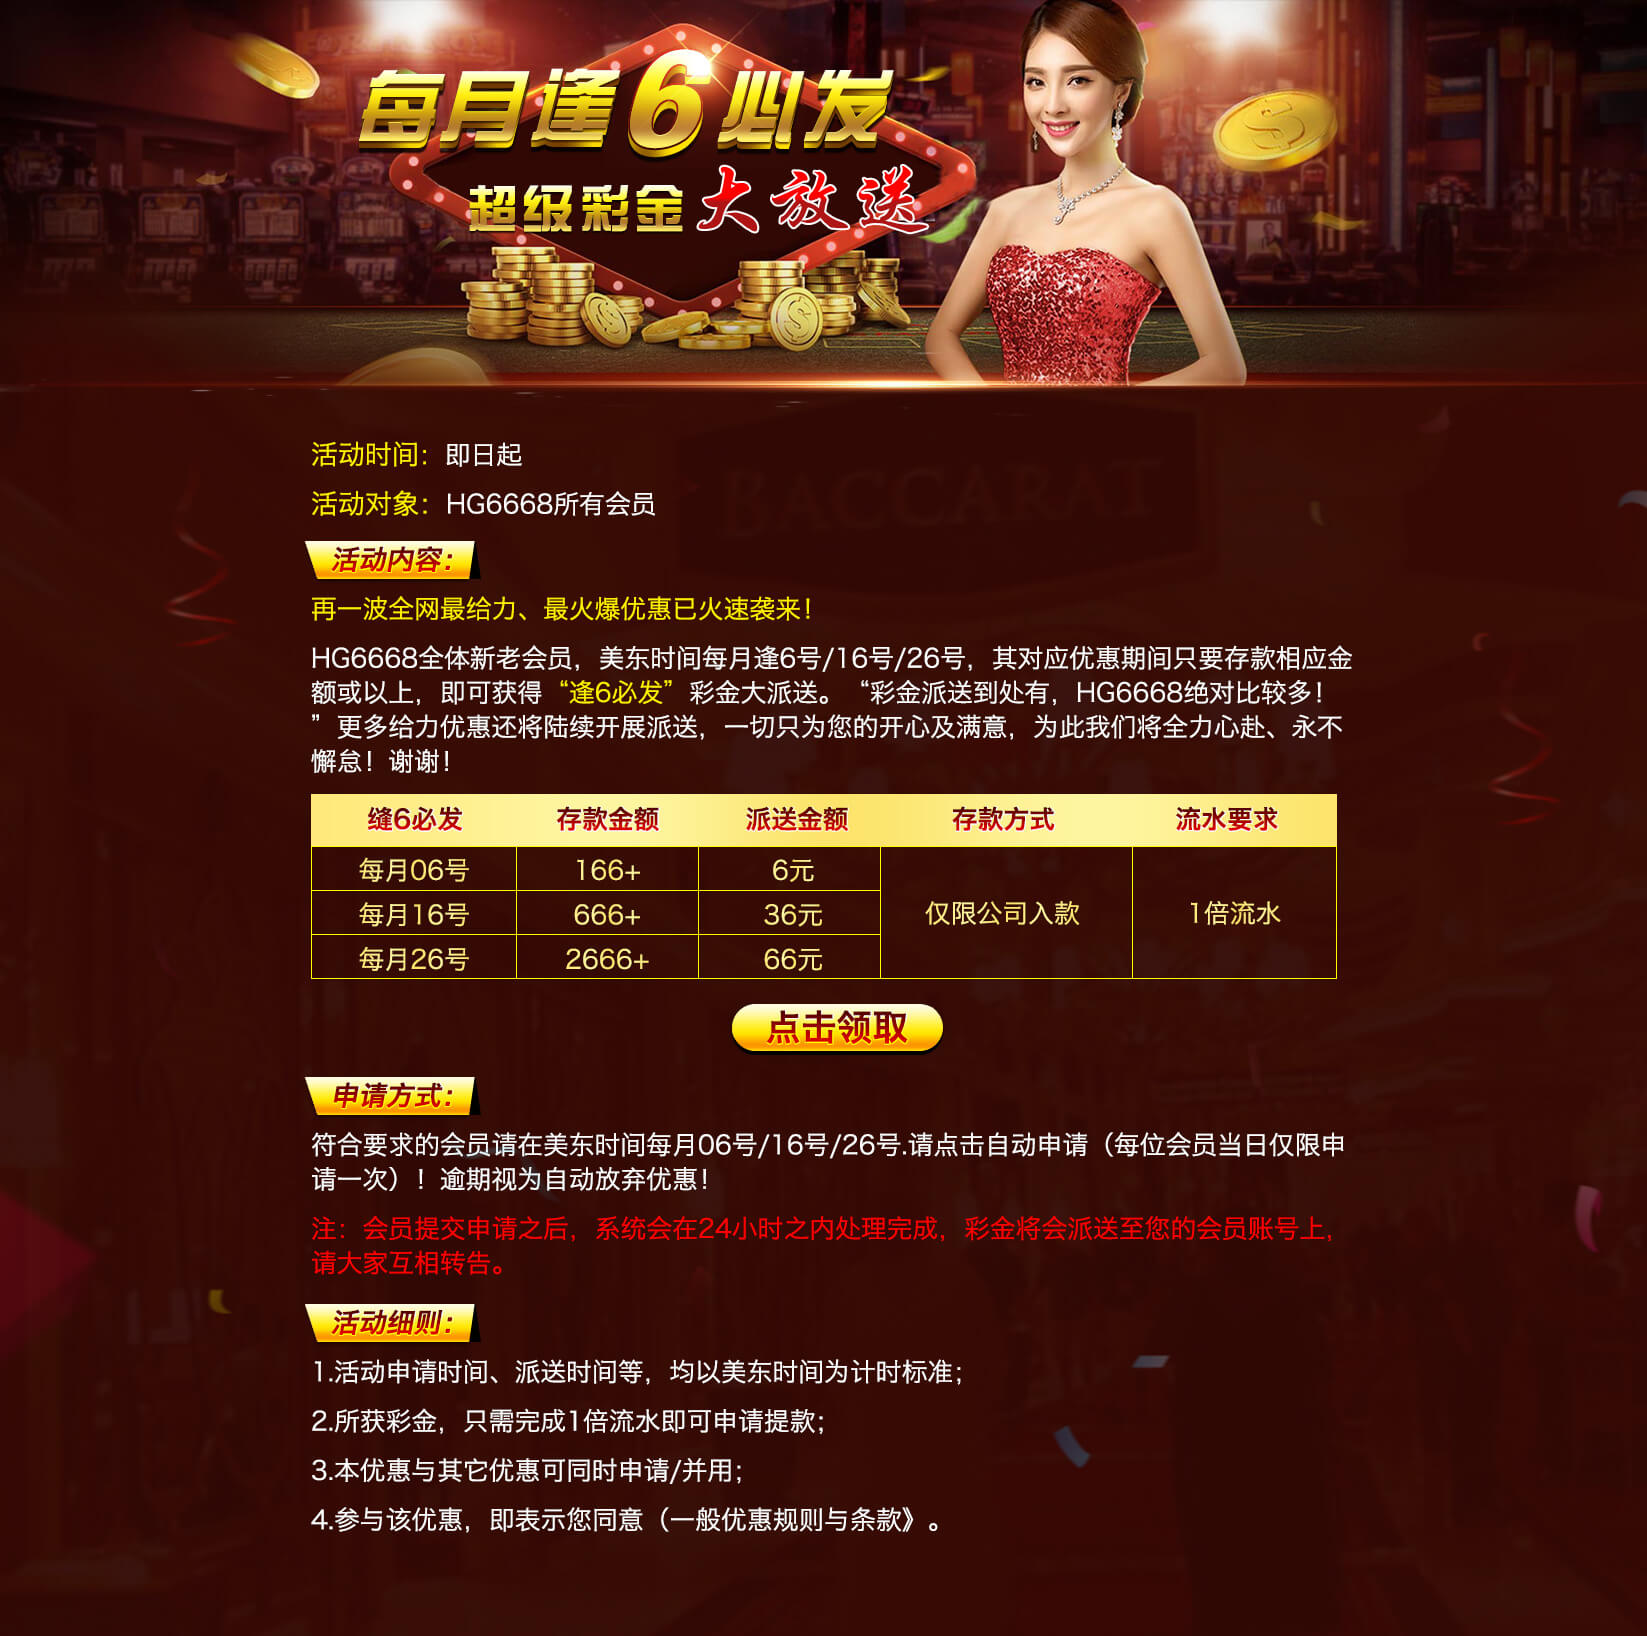 每月逢6必发
超级彩金大放送
BACCARAT
活动时间：即日起
活动对象：HG6668所有会员
活动内容：
再一波全网最给力、最火爆优惠已火速袭来！
HG6668全体新老会员，美东时间每月逢6号/16号/26号，其对应优惠期间只要存款相应金
额或以上，即可获得“逢6必发”彩金大派送。“彩金派送到处有，HG6668绝对比较多！
”更多给力优惠还将陆续开展派送，一切只为您的开心及满意，为此我们将全力心赴、永不
懈怠！谢谢！
缝6必发 存款金额 派送金额 存款方式 流水要求
每月06号 166+ 6元
每月16号 666+ 36元 仅限公司入款 1倍流水
每月26号 2666+ 66元
点击领取
申请方式：
符合要求的会员请在美东时间每月06号/16号/26号.请点击自动申请（每位会员当日仅限申
请一次）！逾期视为自动放弃优惠！
注：会员提交申请之后，系统会在24小时之内处理完成，彩金将会派送至您的会员账号上，
请大家互相转告。
活动细则：
1.活动申请时间、派送时间等，均以美东时间为计时标准；
2.所获彩金，只需完成1倍流水即可申请提款；
3.本优惠与其它优惠可同时申请/并用；
4.参与该优惠，即表示您同意（一般优惠规则与条款》。